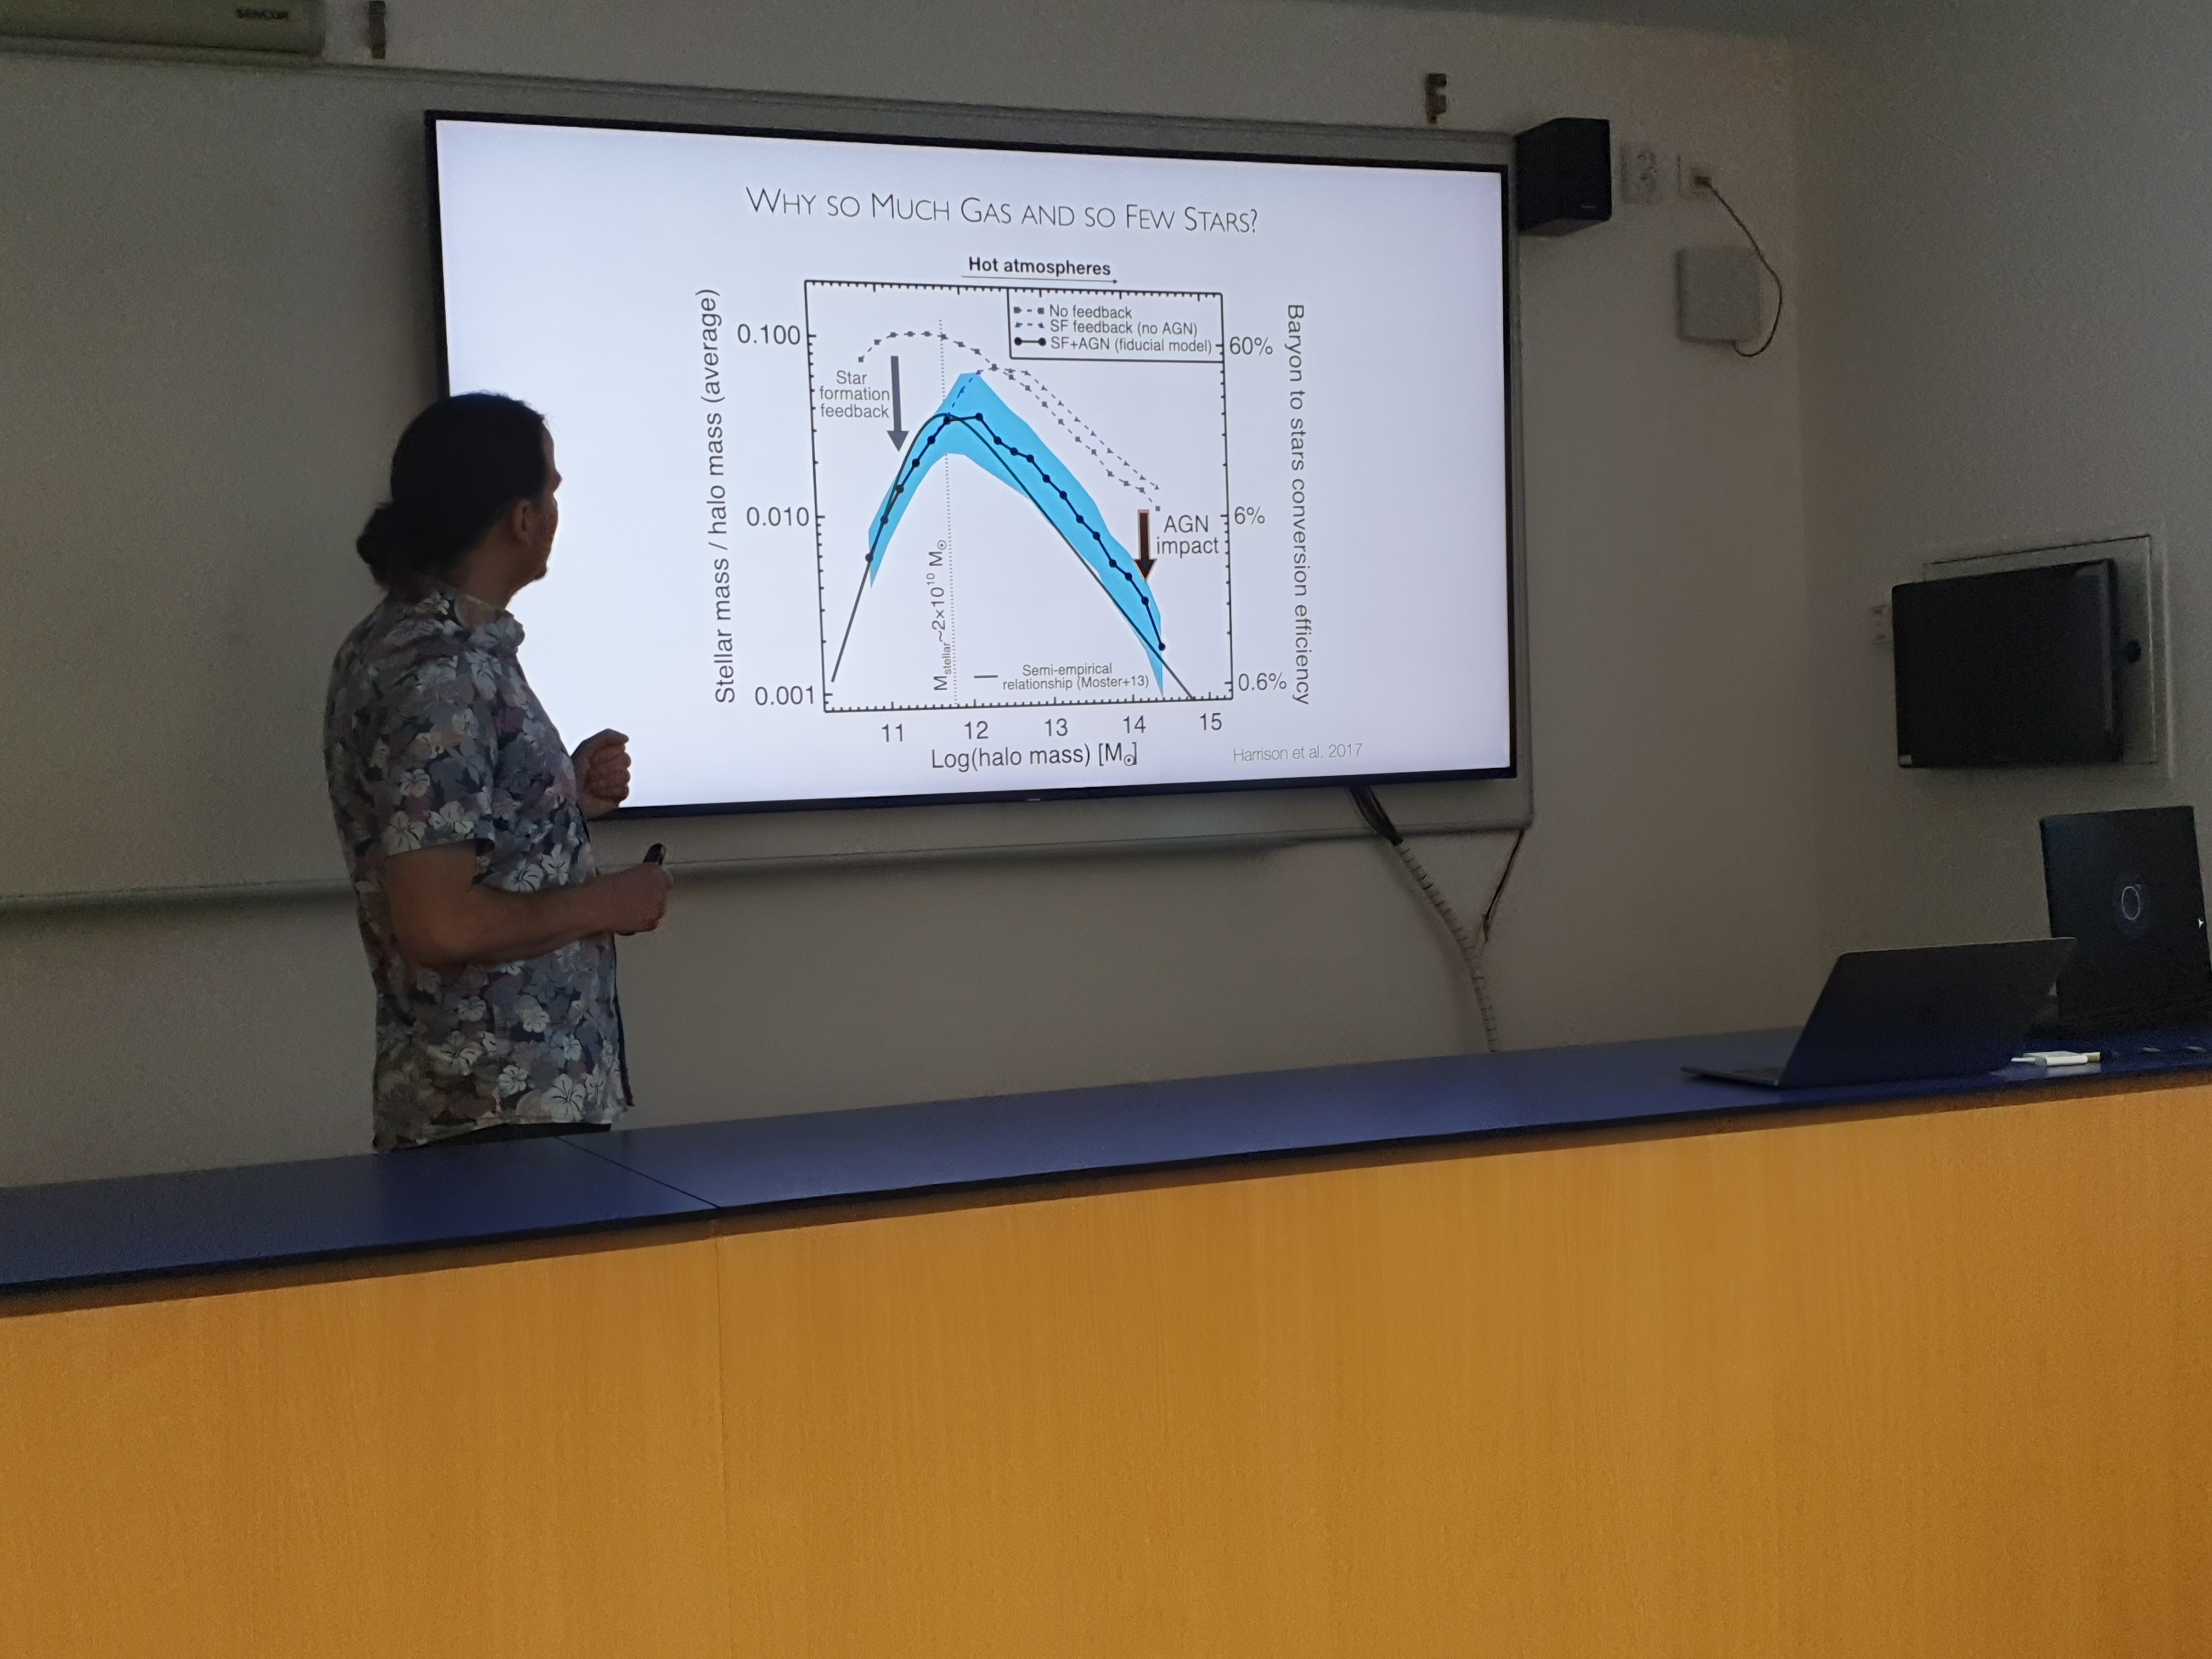 SENCOR
WHY SO MUCH GAS AND SO FEW STARS?
Hot atmospheres
Stellar mass / halo mass (average)
0.100
0.010
0.001
No feedback
SF feedback (no AGN)
SF+AGN (fiducial model)
Star
formation
feedback
AGN
impact
Mstellar~2×10¹⁰ M☉
Semi-empirical
relationship (Moster+13)
60%
6%
0.6%
Baryon to stars conversion efficiency
11 12 13 14 15
Log(halo mass) [M☉]
Harrison et al. 2017